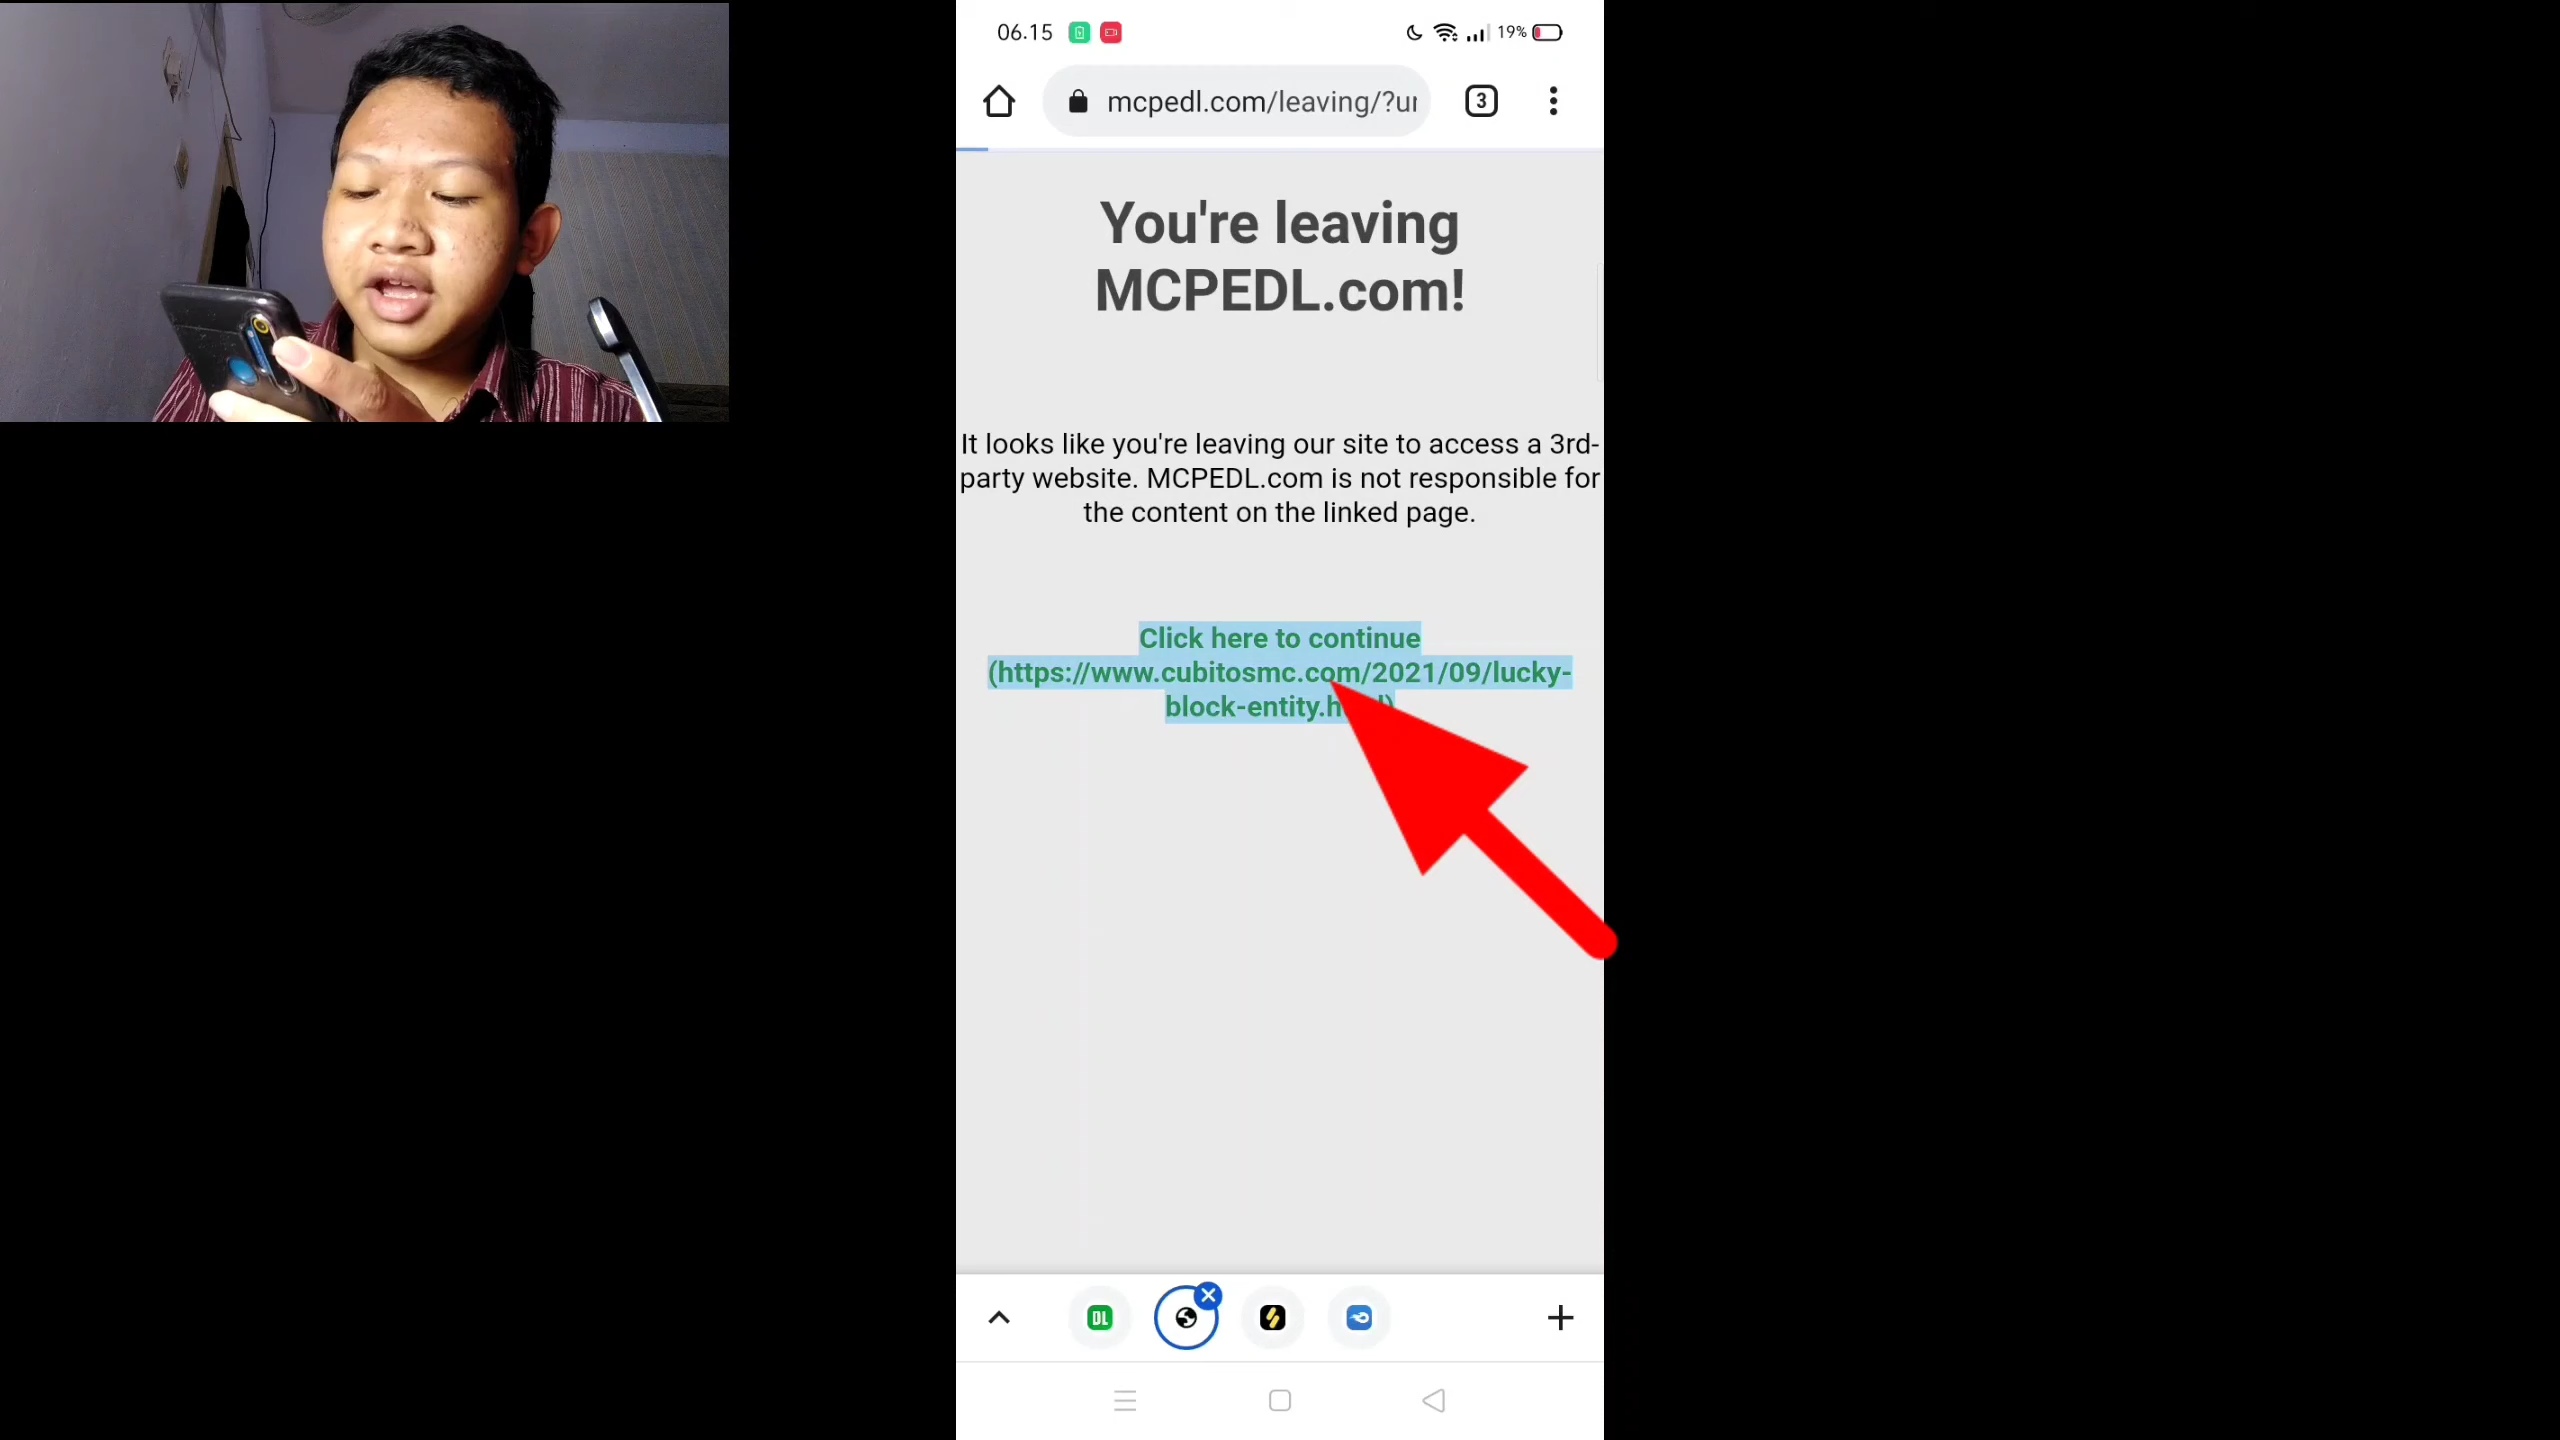 06.15
19%
mcpedl.com/leaving/?ur
3
You're leaving
MCPEDL.com!
It looks like you're leaving our site to access a 3rd-
party website. MCPEDL.com is not responsible for
the content on the linked page.
Click here to continue
(https://www.cubitosmc.com/2021/09/lucky-
block-entity.h
DL